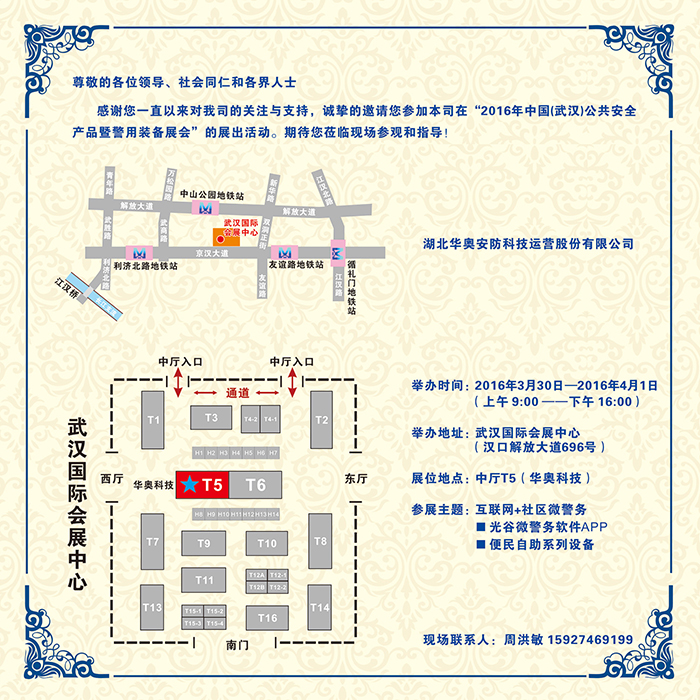 尊敬的各位领导、社会同仁和各界人士
感谢您一直以来对我司的关注与支持，诚挚的邀请您参加本司在“2016年中国(武汉)公共安全
产品暨警用装备展会”的展出活动。期待您莅临现场参观和指导！
青年路
万松园路
中山公园地铁站
新华路
江汉北路
解放大道
解放大道
武胜路
武商路
武汉国际
会展中心
双洞正街
京汉大道
利济北路
利济北路地铁站
友谊路
友谊路地铁站
江汉路
循礼门地铁站
江汉桥
湖北华奥安防科技运营股份有限公司
武汉国际会展中心
中厅入口
中厅入口
通道
T1
T3
T4-2
T4-1
T2
H1 H2 H3 H4 H5 H6 H7
西厅
华奥科技
T5
T6
东厅
H8 H9 H10 H11 H12 H13 H14
T7
T9
T10
T8
T11
T12A
T12-1
T12B
T12-2
T13
T15-1
T15-2
T15-3
T15-4
T16
T14
南门
举办时间：2016年3月30日—2016年4月1日
（上午 9:00 ——下午 16:00）
举办地址：武汉国际会展中心
（汉口解放大道696号）
展位地点：中厅T5（华奥科技）
参展主题：互联网+社区微警务
■ 光谷微警务软件APP
■ 便民自助系列设备
现场联系人：周洪敏 15927469199